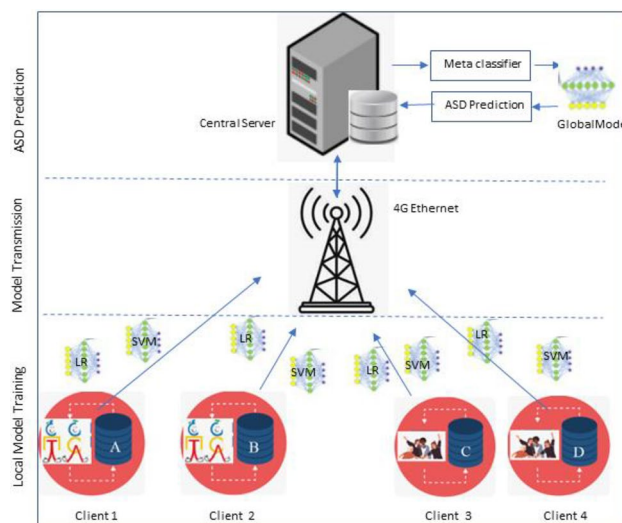 ASD Prediction
Meta classifier
ASD Prediction
Central Server
GlobalMode
Model Transmission
4G Ethernet
Local Model Training
LR
SVM
LR
SVM
LR
SVM
LR
SVM
A
B
C
D
Client 1
Client 2
Client 3
Client 4